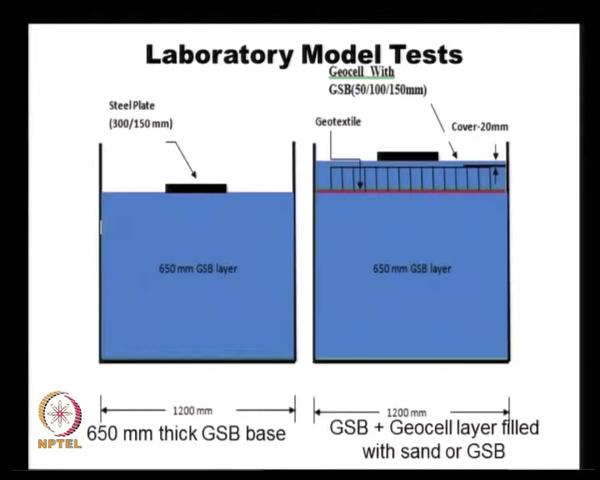 Laboratory Model Tests
Steel Plate
(300/150 mm)
650 mm GSB layer
1200 mm
650 mm thick GSB base
Geocell With
GSB(50/100/150mm)
Geotextile
Cover-20mm
650 mm GSB layer
1200 mm
GSB + Geocell layer filled
with sand or GSB
NPTEL